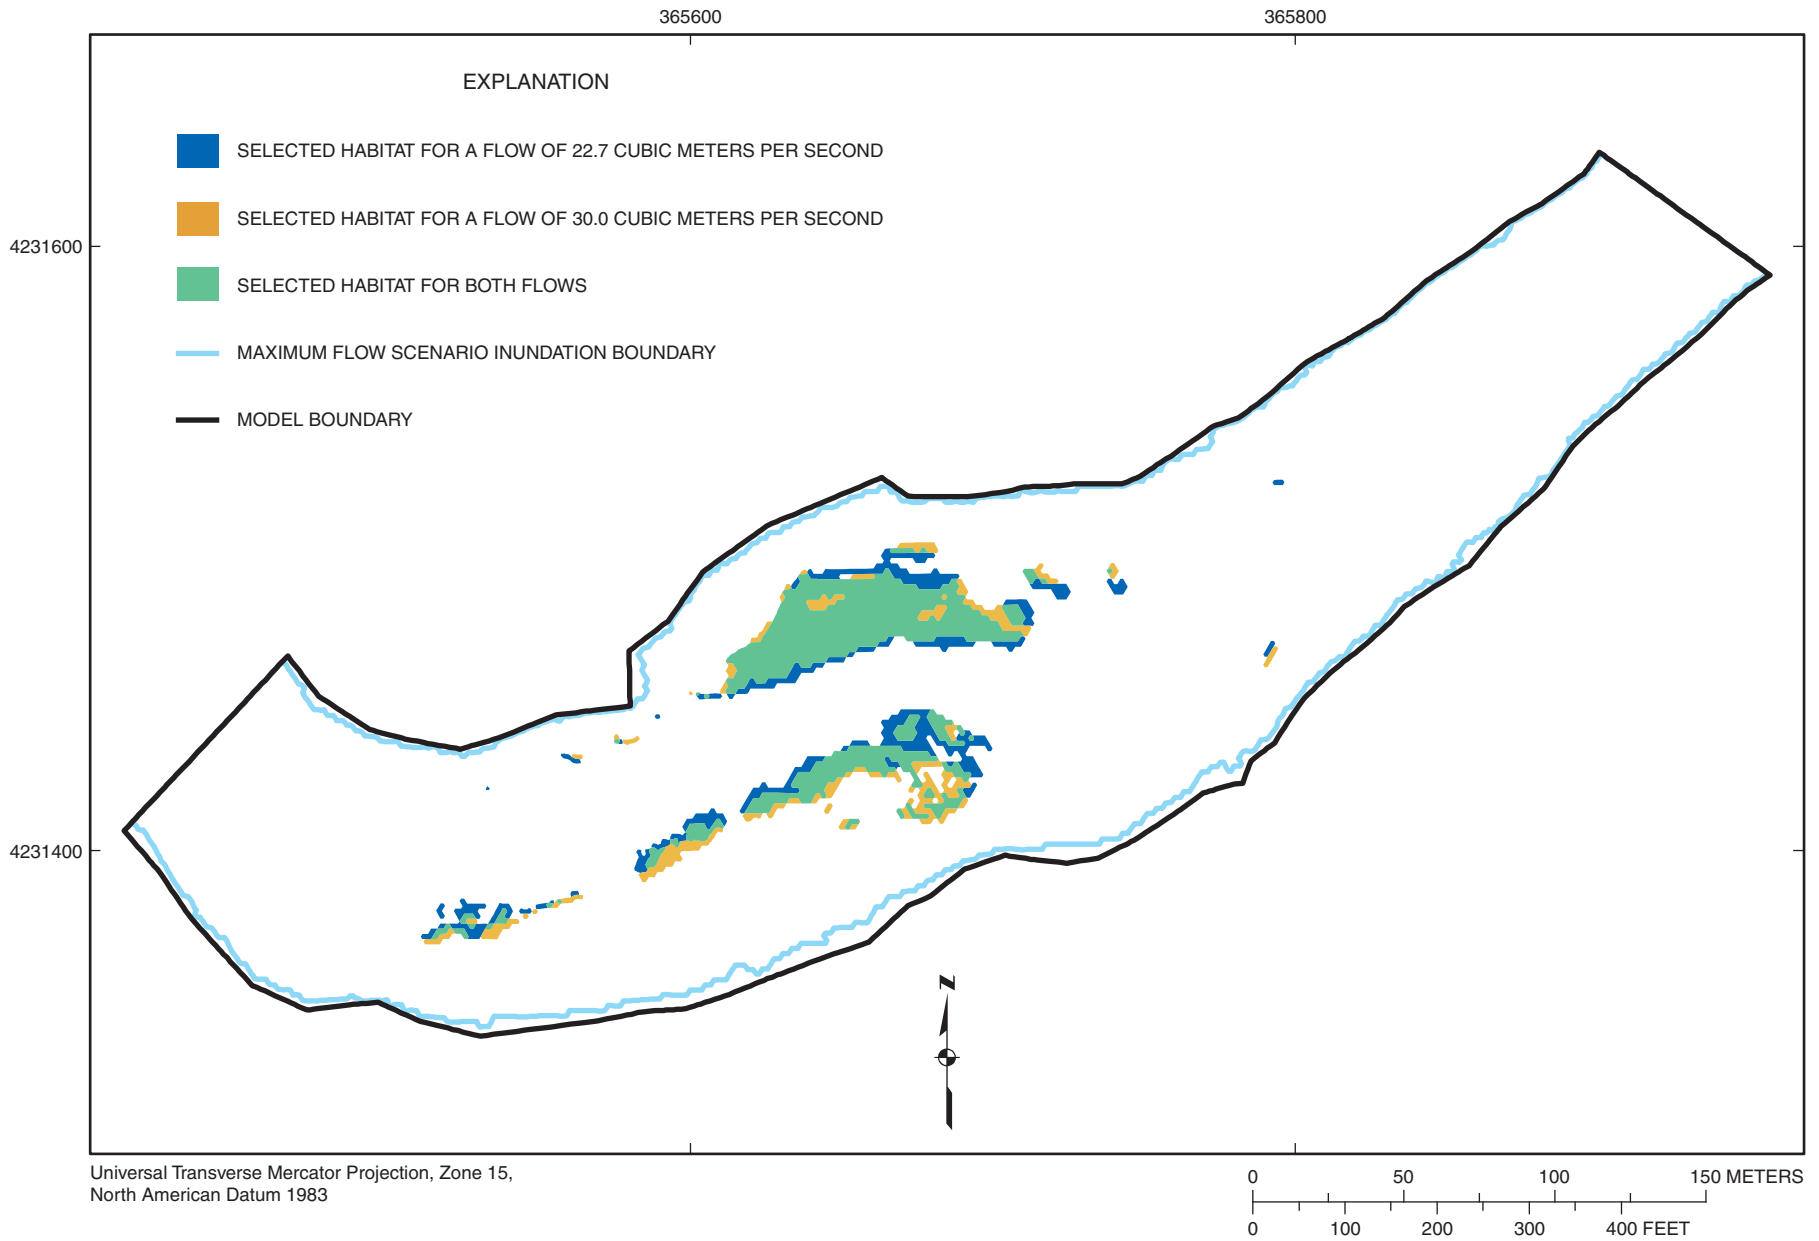 365600
365800
EXPLANATION
SELECTED HABITAT FOR A FLOW OF 22.7 CUBIC METERS PER SECOND
SELECTED HABITAT FOR A FLOW OF 30.0 CUBIC METERS PER SECOND
4231600
SELECTED HABITAT FOR BOTH FLOWS
MAXIMUM FLOW SCENARIO INUNDATION BOUNDARY
MODEL BOUNDARY
4231400
N
Universal Transverse Mercator Projection, Zone 15,
North American Datum 1983
0 50 100 150 METERS
0 100 200 300 400 FEET